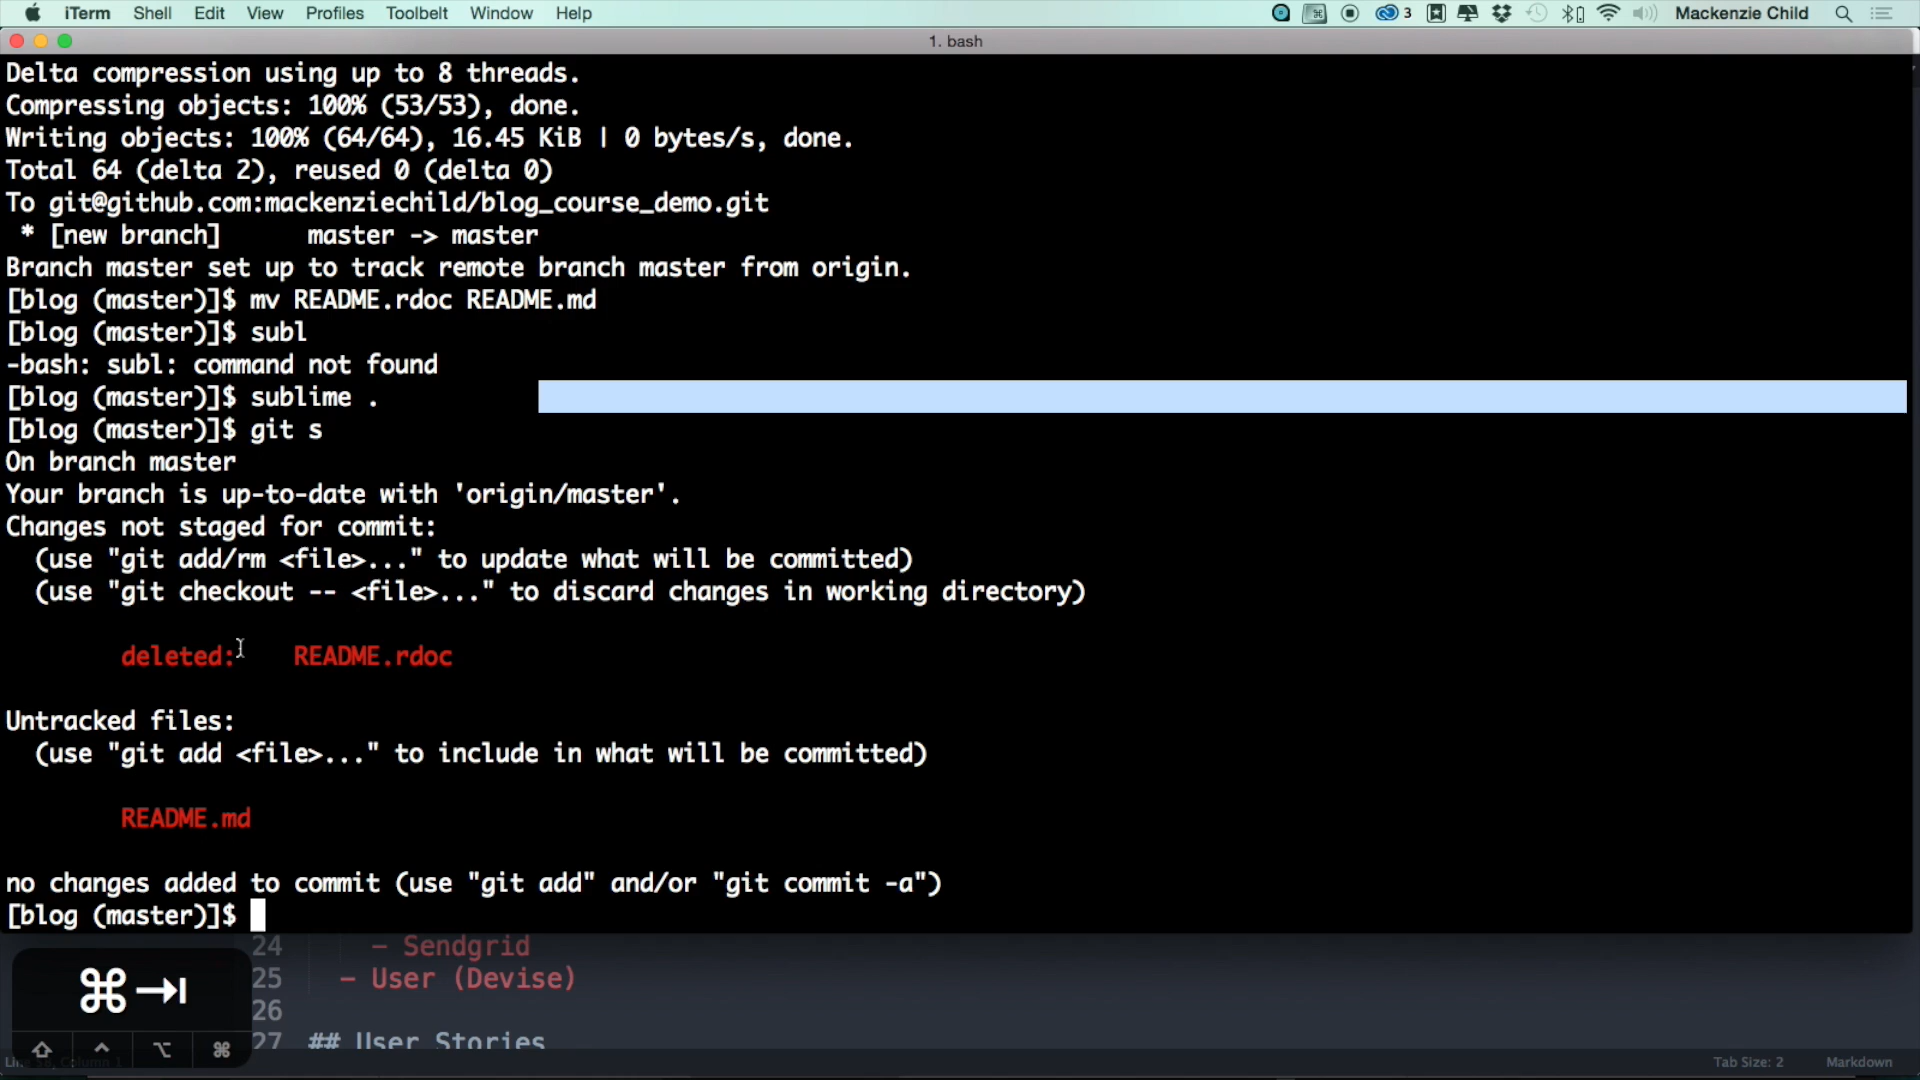 iTerm Shell Edit View Profiles Toolbelt Window Help 3 Mackenzie Child
1. bash
Delta compression using up to 8 threads.
Compressing objects: 100% (53/53), done.
Writing objects: 100% (64/64), 16.45 KiB | 0 bytes/s, done.
Total 64 (delta 2), reused 0 (delta 0)
To git@github.com:mackenziechild/blog_course_demo.git
 * [new branch]      master -> master
Branch master set up to track remote branch master from origin.
[blog (master)]$ mv README.rdoc README.md
[blog (master)]$ subl
-bash: subl: command not found
[blog (master)]$ sublime .
[blog (master)]$ git s
On branch master
Your branch is up-to-date with 'origin/master'.
Changes not staged for commit:
  (use "git add/rm <file>..." to update what will be committed)
  (use "git checkout -- <file>..." to discard changes in working directory)
        deleted:    README.rdoc
Untracked files:
  (use "git add <file>..." to include in what will be committed)
        README.md
no changes added to commit (use "git add" and/or "git commit -a")
[blog (master)]$
24 - Sendgrid
25 - User (Devise)
26
27 ## User Stories
Tab Size: 2 Markdown